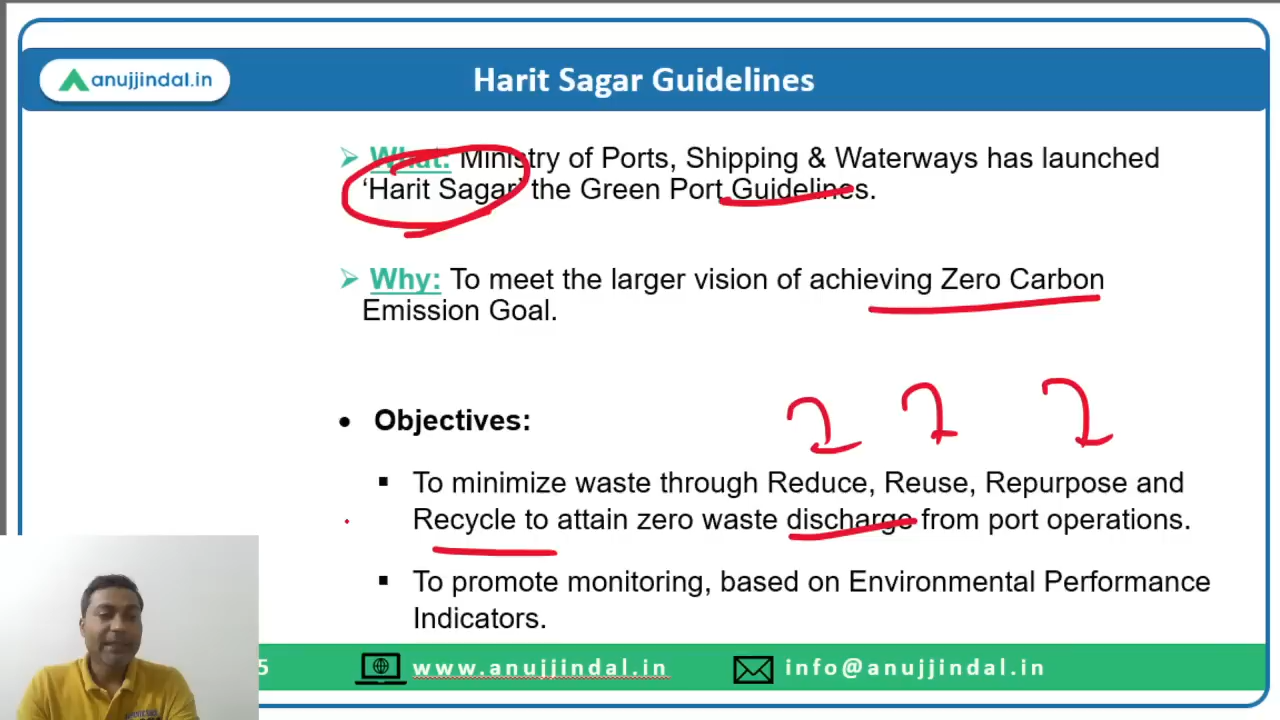 anujjindal.in
Harit Sagar Guidelines
What: Ministry of Ports, Shipping & Waterways has launched
‘Harit Sagar’ the Green Port Guidelines.
Why: To meet the larger vision of achieving Zero Carbon
Emission Goal.
Objectives:
To minimize waste through Reduce, Reuse, Repurpose and
Recycle to attain zero waste discharge from port operations.
To promote monitoring, based on Environmental Performance
Indicators.
5
www.anujjindal.in
info@anujjindal.in